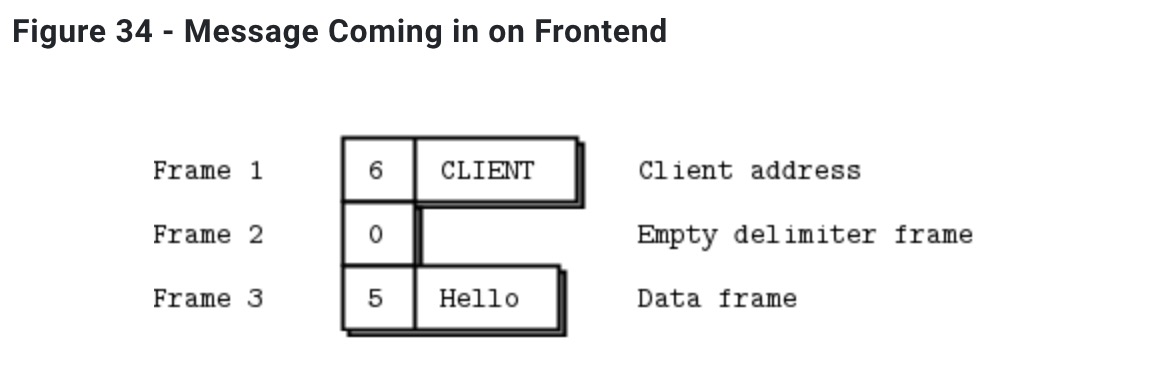 Figure 34 - Message Coming in on Frontend
Frame 1 6 CLIENT Client address
Frame 2 0 Empty delimiter frame
Frame 3 5 Hello Data frame